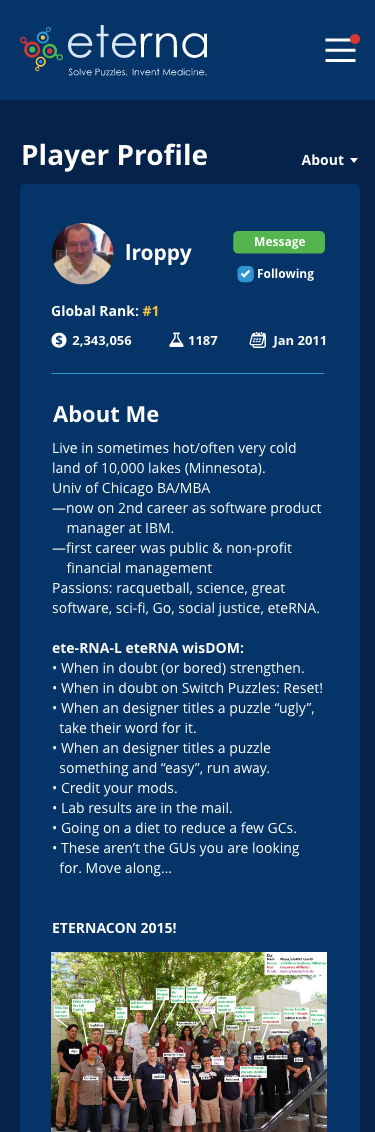 eterna
Solve Puzzles. Invent Medicine.
Player Profile
About
lroppy
Message
Following
Global Rank: #1
2,343,056
1187
Jan 2011
About Me
Live in sometimes hot/often very cold
land of 10,000 lakes (Minnesota).
Univ of Chicago BA/MBA
—now on 2nd career as software product
manager at IBM.
—first career was public & non-profit
financial management
Passions: racquetball, science, great
software, sci-fi, Go, social justice, eteRNA.
ete-RNA-L eteRNA wisDOM:
• When in doubt (or bored) strengthen.
• When in doubt on Switch Puzzles: Reset!
• When an designer titles a puzzle “ugly”,
take their word for it.
• When an designer titles a puzzle
something and “easy”, run away.
• Credit your mods.
• Lab results are in the mail.
• Going on a diet to reduce a few GCs.
• These aren’t the GUs you are looking
for. Move along...
ETERNACON 2015!